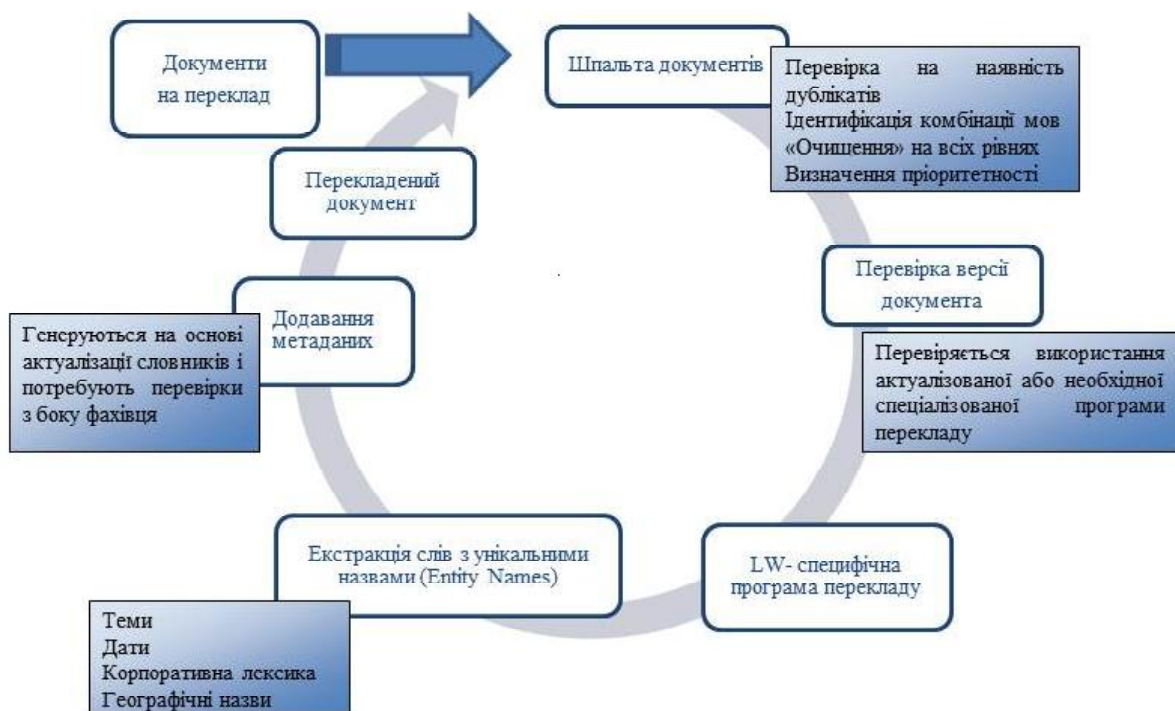 Документи
на переклад
Шпальта документів
Перевірка на наявність
дублікатів
Ідентифікація комбінації мов
«Очищення» на всіх рівнях
Визначення пріоритетності
Перевірка версії
документа
Перевіряється використання
актуалізованої або необхідної
спеціалізованої програми
перекладу
LW- специфічна
програма перекладу
Екстракція слів з унікальними
назвами (Entity Names)
Теми
Дати
Корпоративна лексика
Географічні назви
Додавання
метаданих
Генеруються на основі
актуалізації словників і
потребують перевірки
з боку фахівця
Перекладений
документ